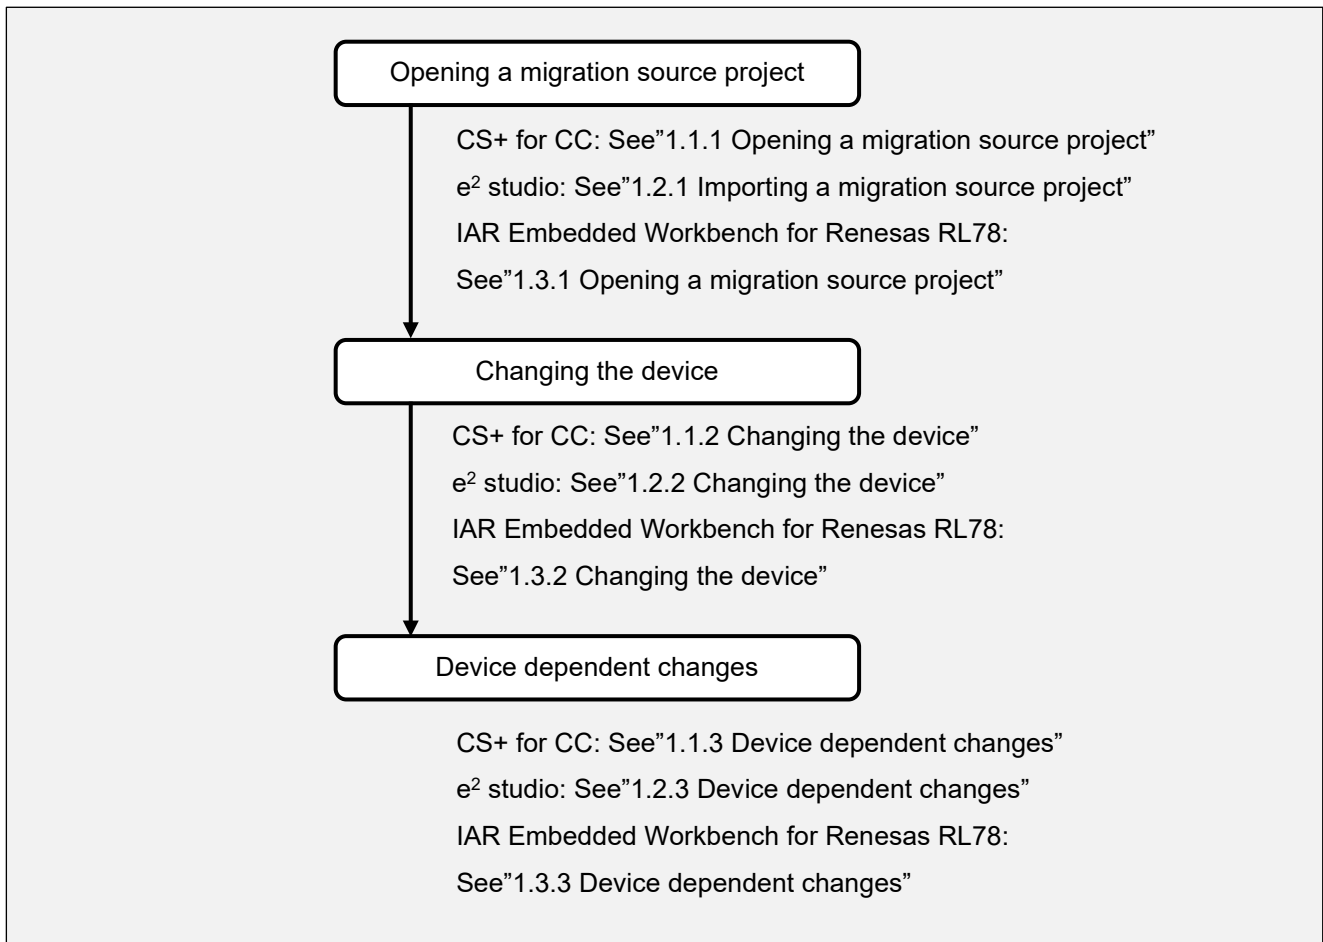 Opening a migration source project
CS+ for CC: See”1.1.1 Opening a migration source project”
e² studio: See”1.2.1 Importing a migration source project”
IAR Embedded Workbench for Renesas RL78:
See”1.3.1 Opening a migration source project”
Changing the device
CS+ for CC: See”1.1.2 Changing the device”
e² studio: See”1.2.2 Changing the device”
IAR Embedded Workbench for Renesas RL78:
See”1.3.2 Changing the device”
Device dependent changes
CS+ for CC: See”1.1.3 Device dependent changes”
e² studio: See”1.2.3 Device dependent changes”
IAR Embedded Workbench for Renesas RL78:
See”1.3.3 Device dependent changes”